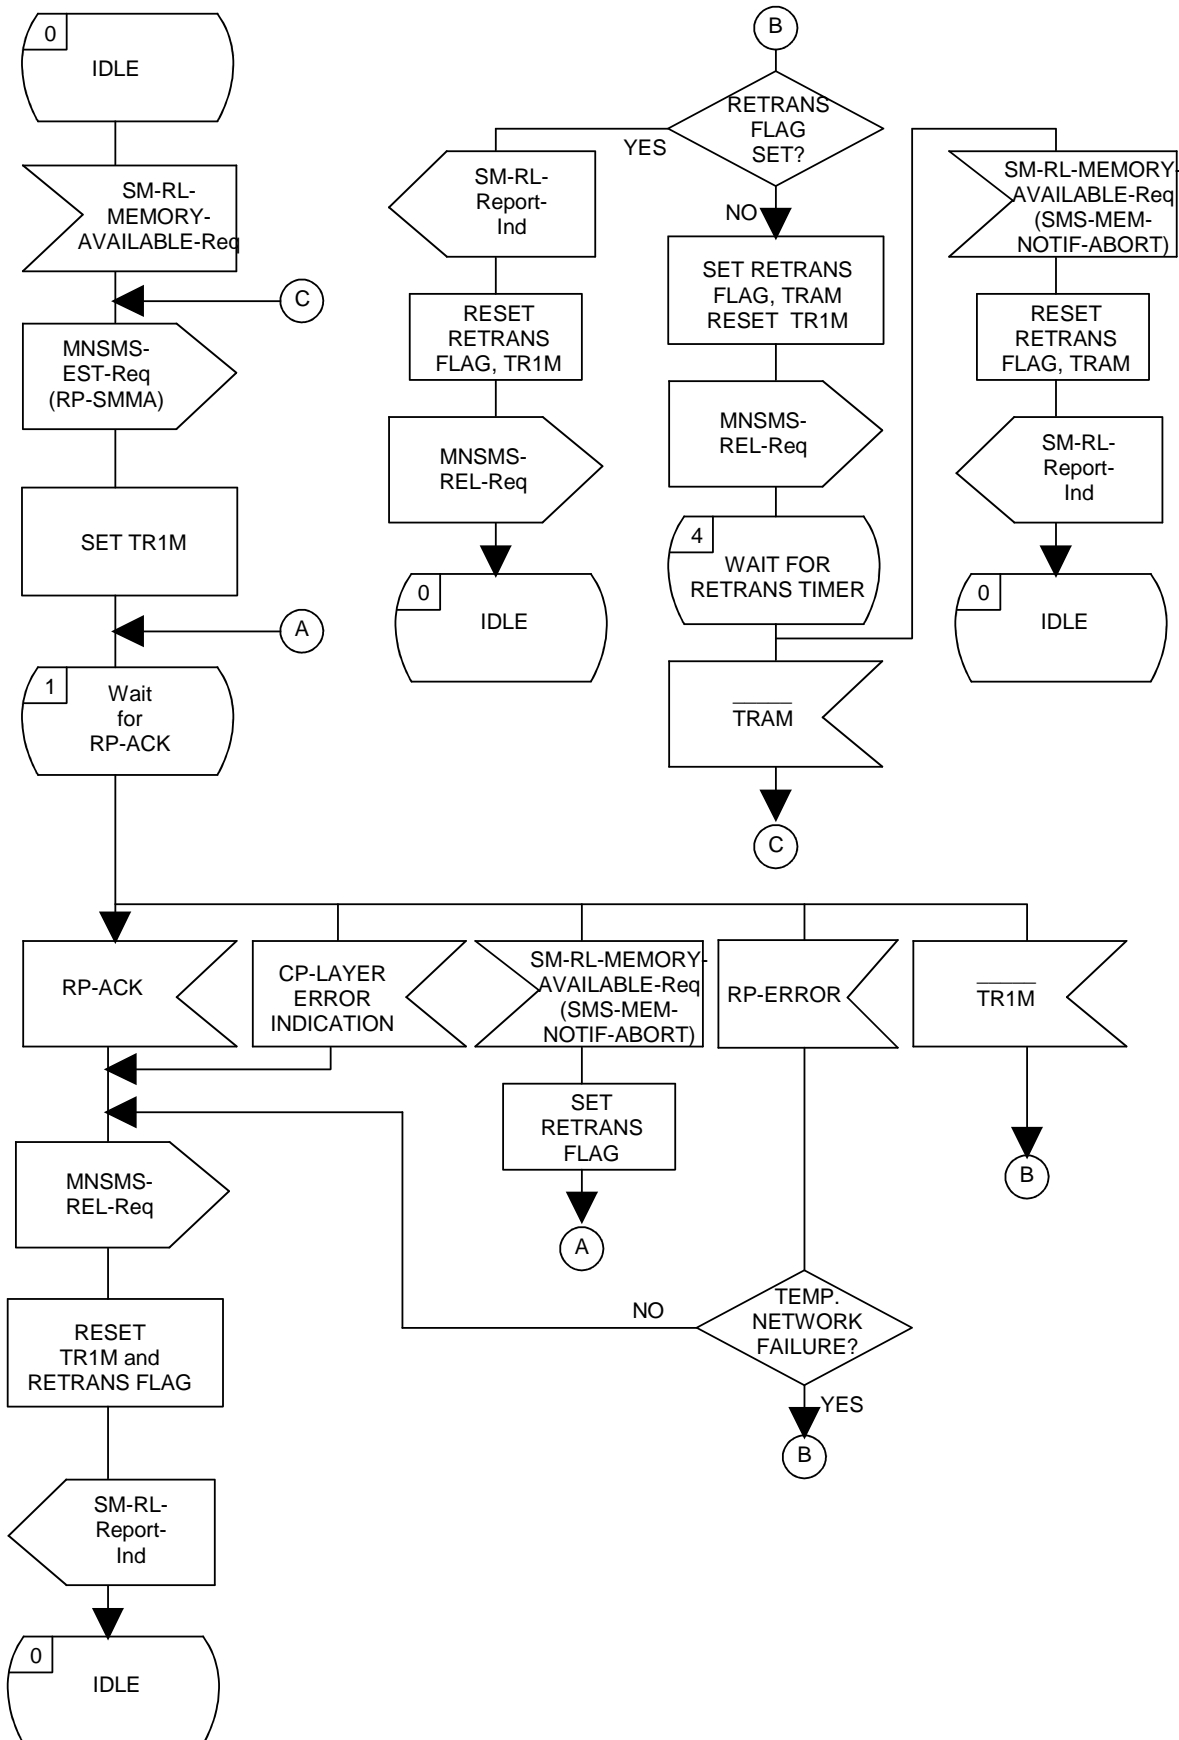 0
IDLE
SM-RL-
MEMORY-
AVAILABLE-Req
C
MNSMS-
EST-Req
(RP-SMMA)
SET TR1M
A
1
Wait
for
RP-ACK
B
RETRANS
FLAG
SET?
YES
NO
SM-RL-
Report-
Ind
RESET
RETRANS
FLAG, TR1M
MNSMS-
REL-Req
0
IDLE
SET RETRANS
FLAG, TRAM
RESET TR1M
MNSMS-
REL-Req
4
WAIT FOR
RETRANS TIMER
TRAM
C
SM-RL-MEMORY-
AVAILABLE-Req
(SMS-MEM-
NOTIF-ABORT)
RESET
RETRANS
FLAG, TRAM
SM-RL-
Report-
Ind
0
IDLE
RP-ACK
CP-LAYER
ERROR
INDICATION
SM-RL-MEMORY-
AVAILABLE-Req
(SMS-MEM-
NOTIF-ABORT)
RP-ERROR
TR1M
SET
RETRANS
FLAG
A
B
MNSMS-
REL-Req
NO
TEMP.
NETWORK
FAILURE?
YES
B
RESET
TR1M and
RETRANS FLAG
SM-RL-
Report-
Ind
0
IDLE